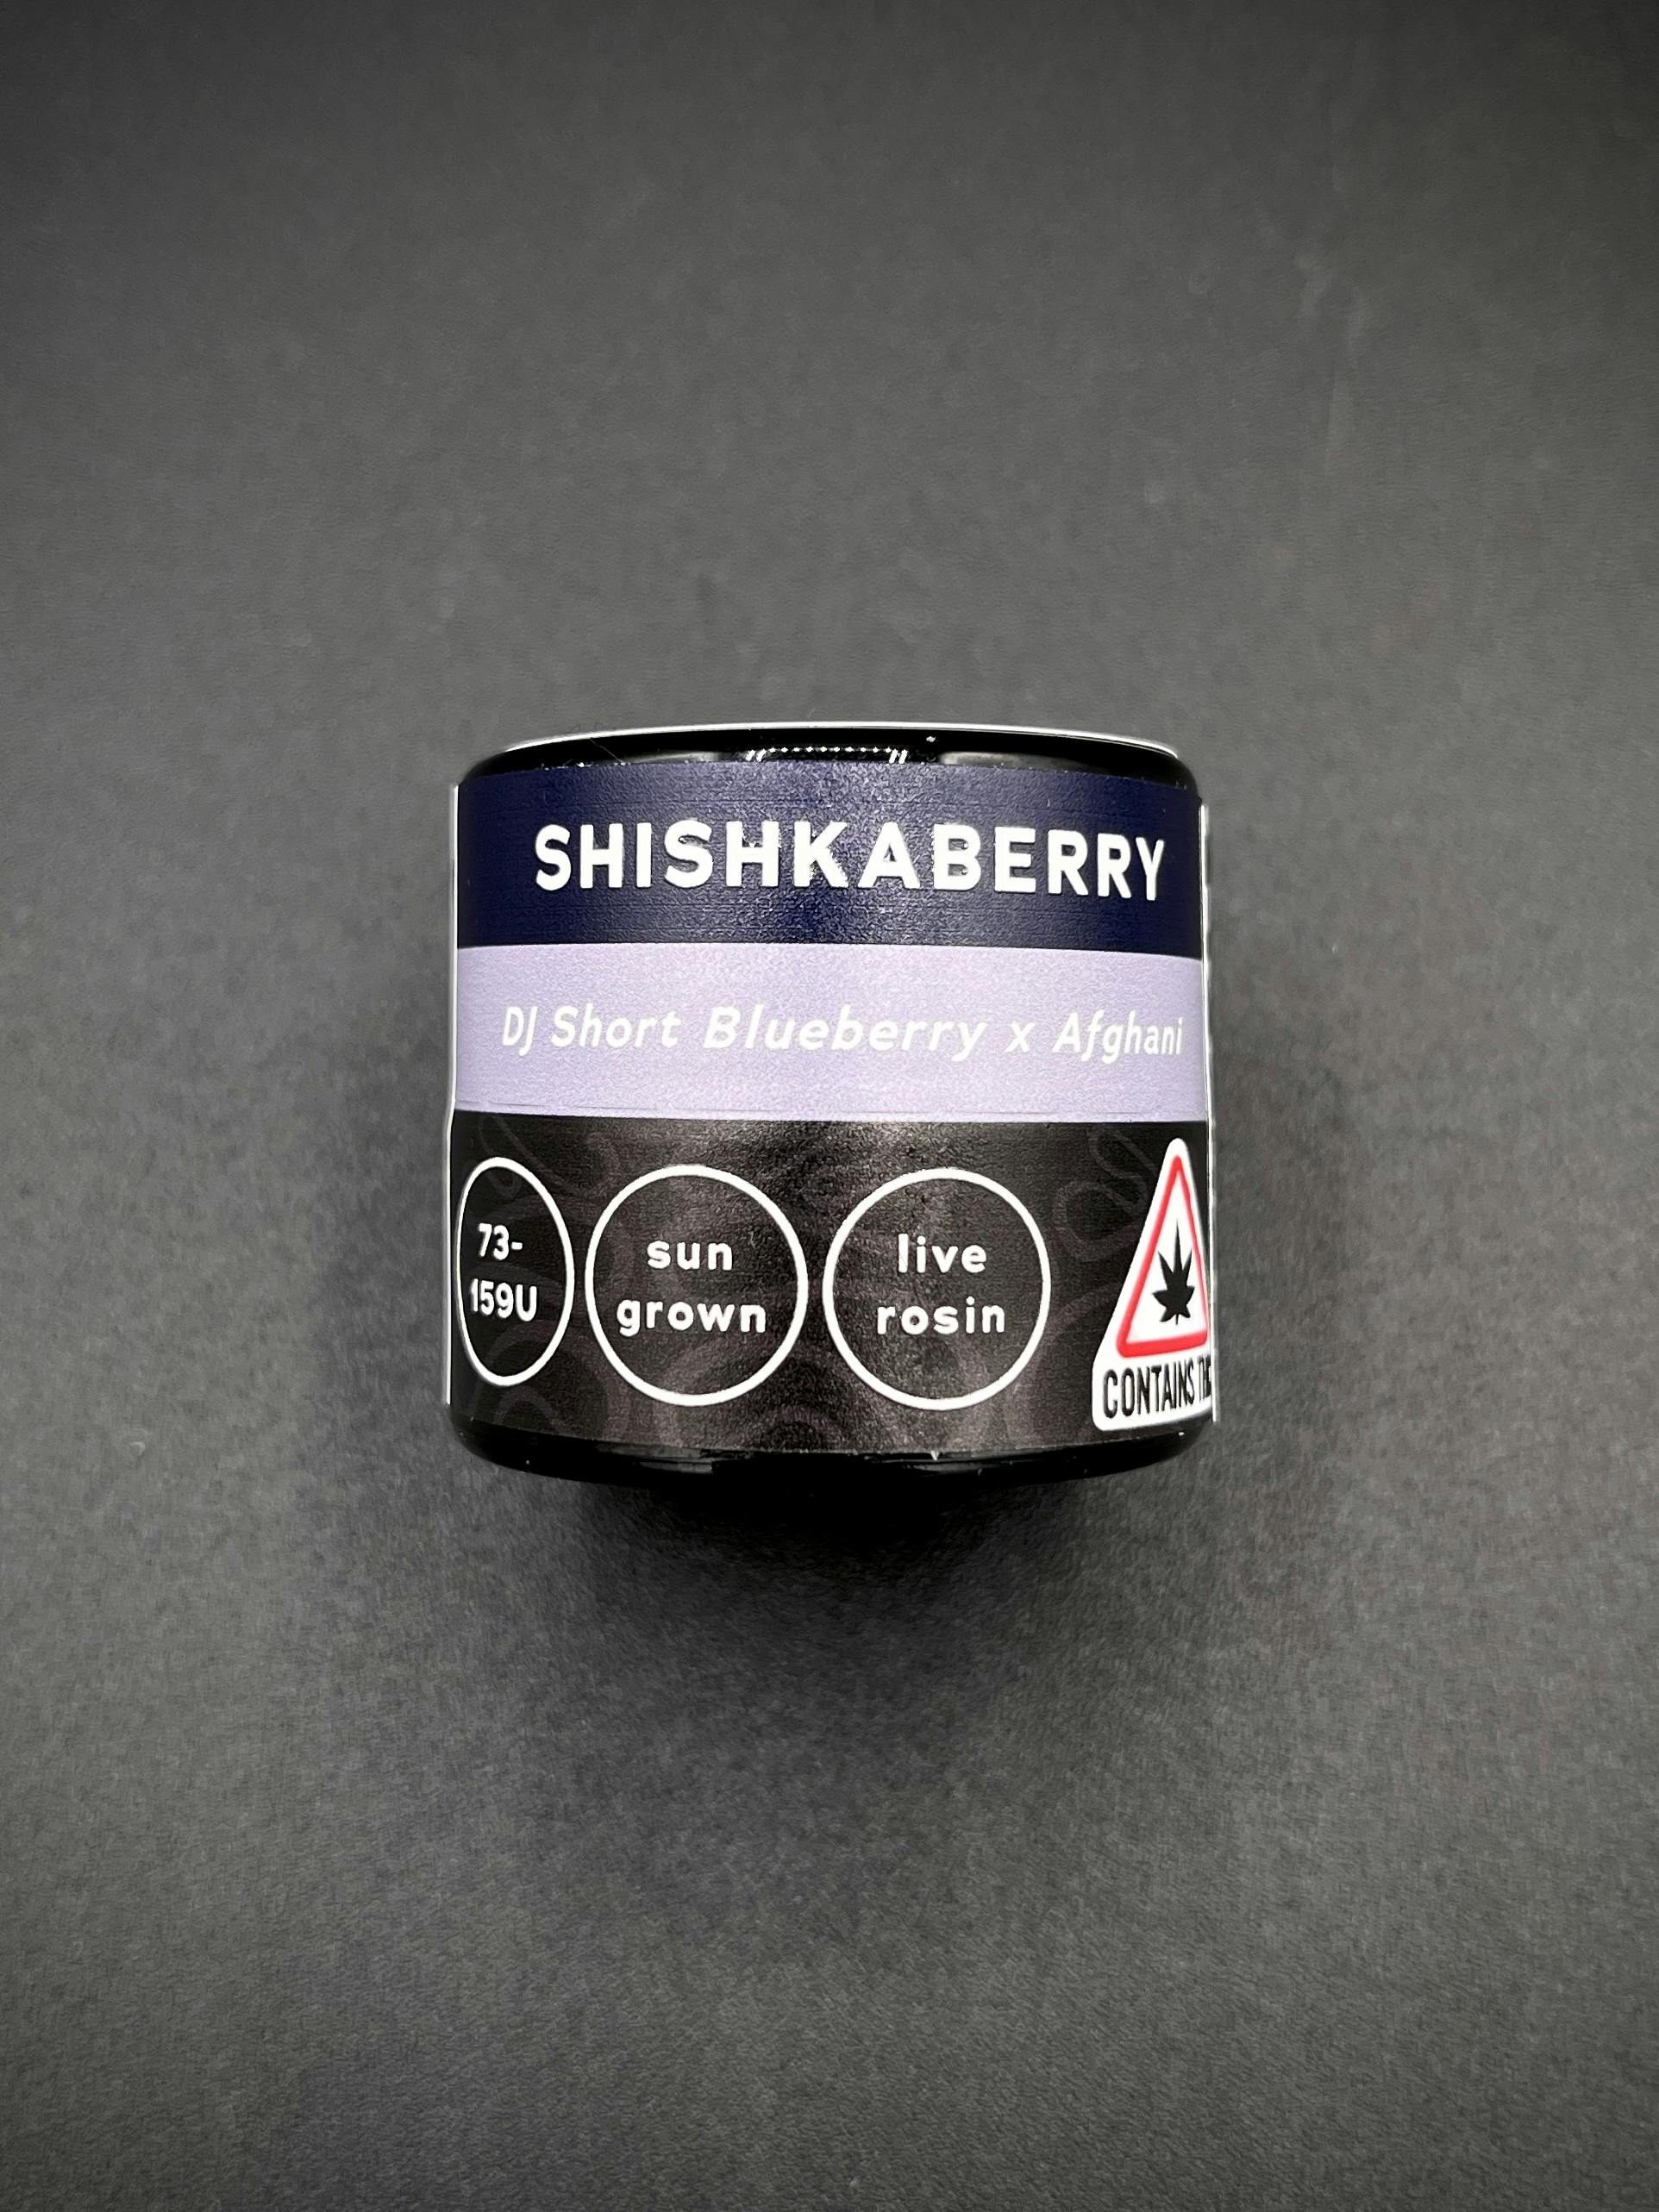 SHISHKABERRY
DJ Short Blueberry x Afghani
73-
159U
sun
grown
live
rosin
CONTAINS